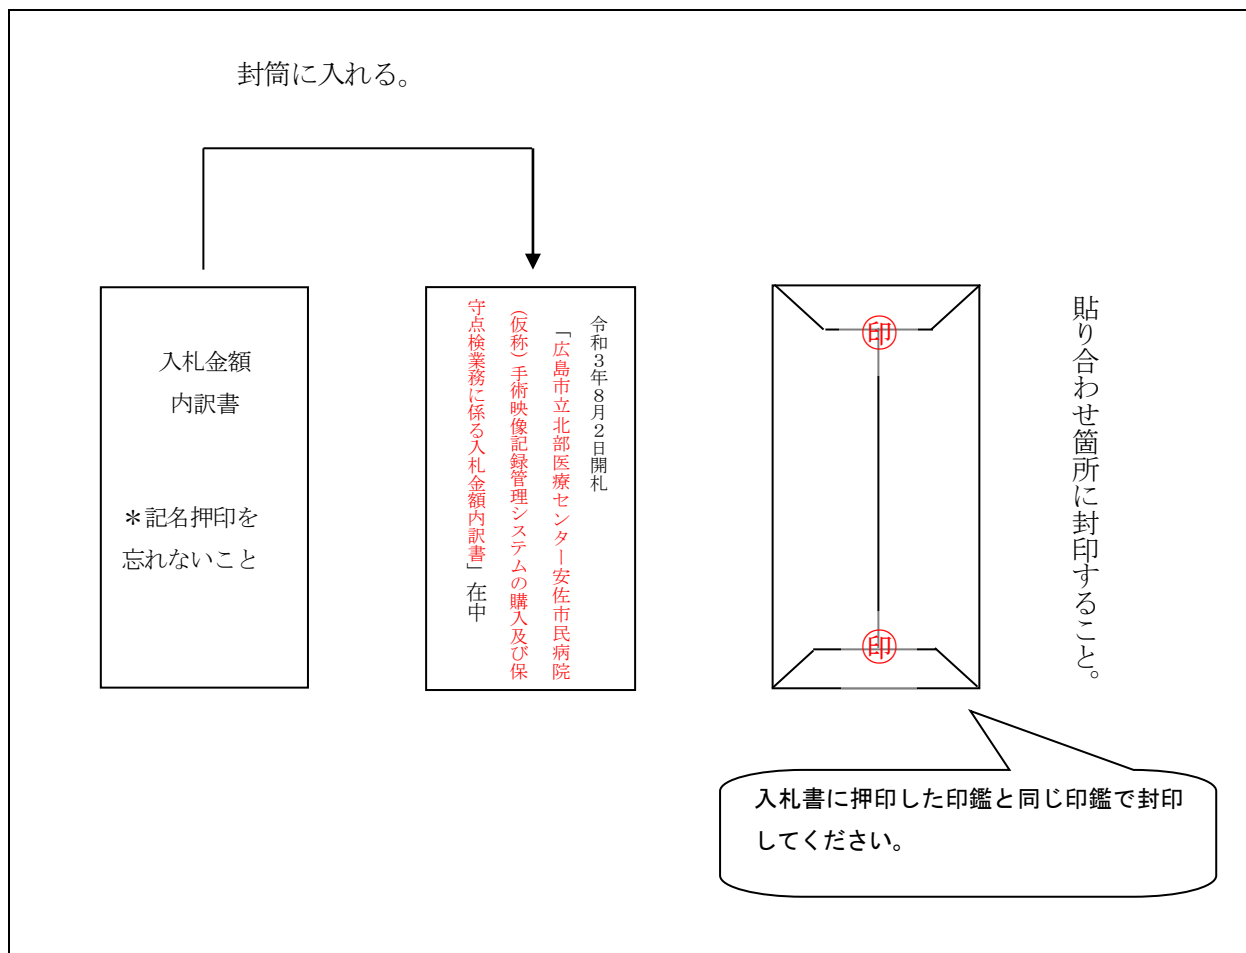 封筒に入れる。
入札金額
内訳書
＊記名押印を
忘れないこと
令和３年８月２日開札
「広島市立北部医療センター安佐市民病院
（仮称）手術映像記録管理システムの購入及び保
守点検業務に係る入札金額内訳書」在中
印
印
貼り合わせ箇所に封印すること。
入札書に押印した印鑑と同じ印鑑で封印
してください。